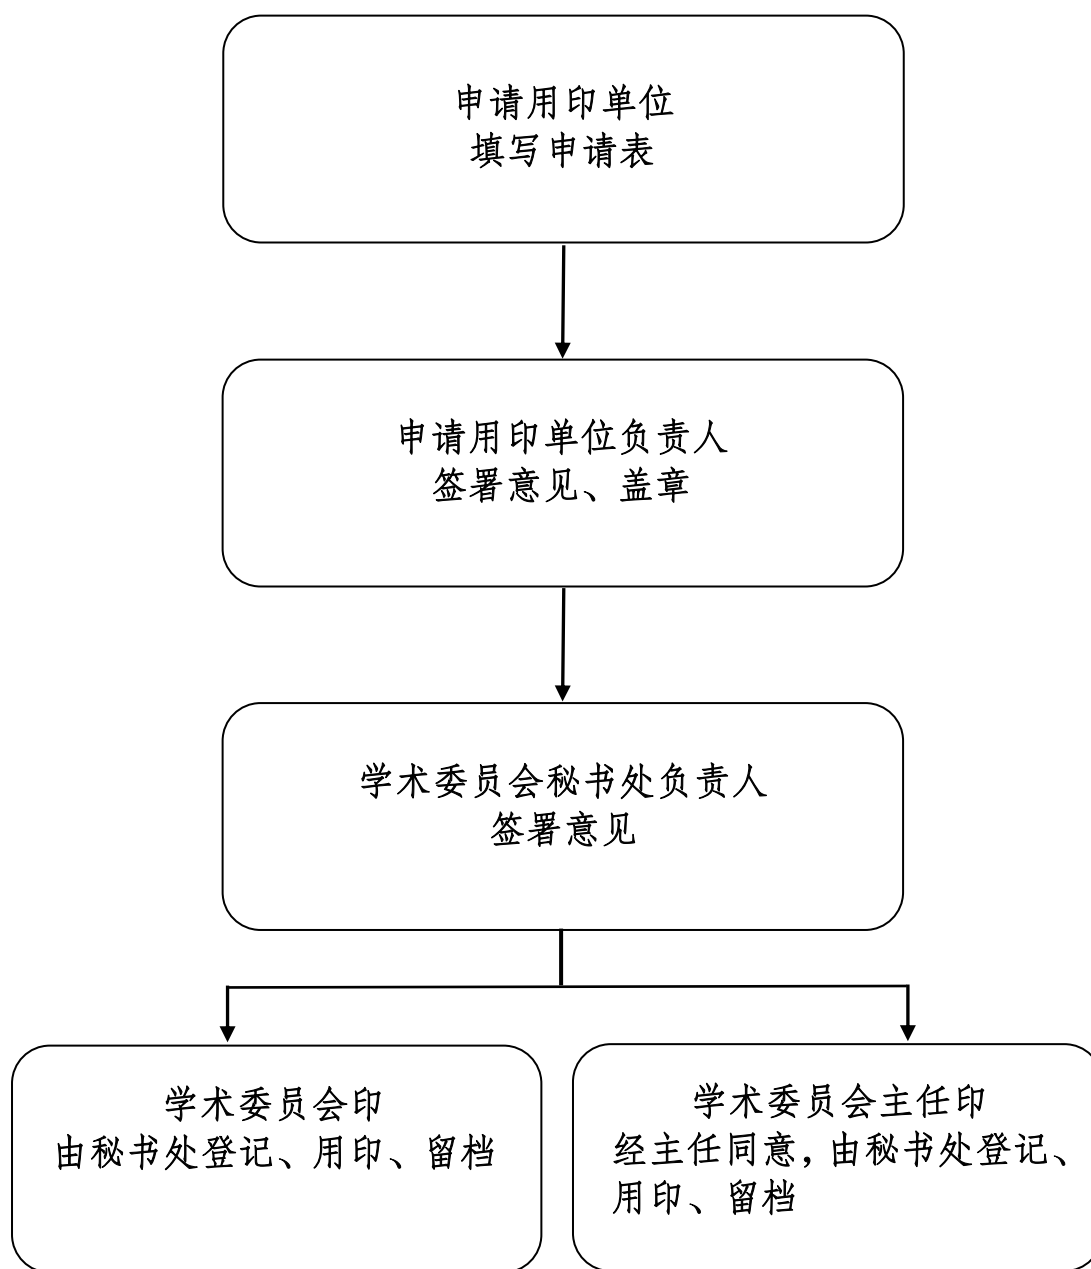 申请用印单位
填写申请表
申请用印单位负责人
签署意见、盖章
学术委员会秘书处负责人
签署意见
学术委员会印
由秘书处登记、用印、留档
学术委员会主任印
经主任同意，由秘书处登记、
用印、留档